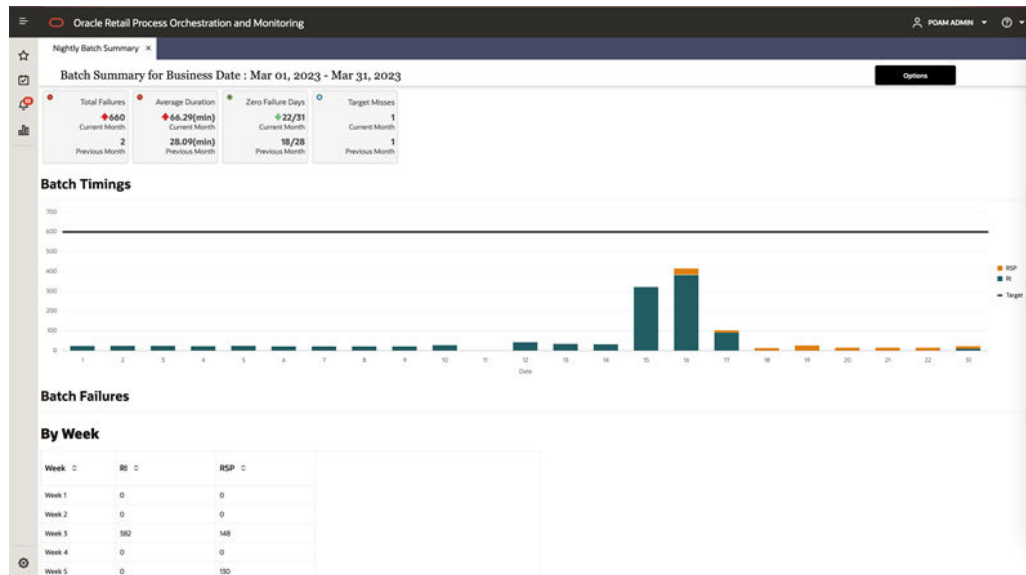 Oracle Retail Process Orchestration and Monitoring
POAM ADMIN
Nightly Batch Summary ×
Batch Summary for Business Date : Mar 01, 2023 - Mar 31, 2023
Options
Total Failures
660
Current Month
2
Previous Month
Average Duration
66.29(min)
Current Month
28.09(min)
Previous Month
Zero Failure Days
22/31
Current Month
18/28
Previous Month
Target Misses
1
Current Month
1
Previous Month
Batch Timings
700
600
500
400
300
200
100
0
1 2 3 4 5 6 7 8 9 10 11 12 13 14 15 16 17 18 19 20 21 22 31
Date
RSP
RI
Target
Batch Failures
By Week
Week RI RSP
Week 1 0 0
Week 2 0 0
Week 3 382 148
Week 4 0 0
Week 5 0 130